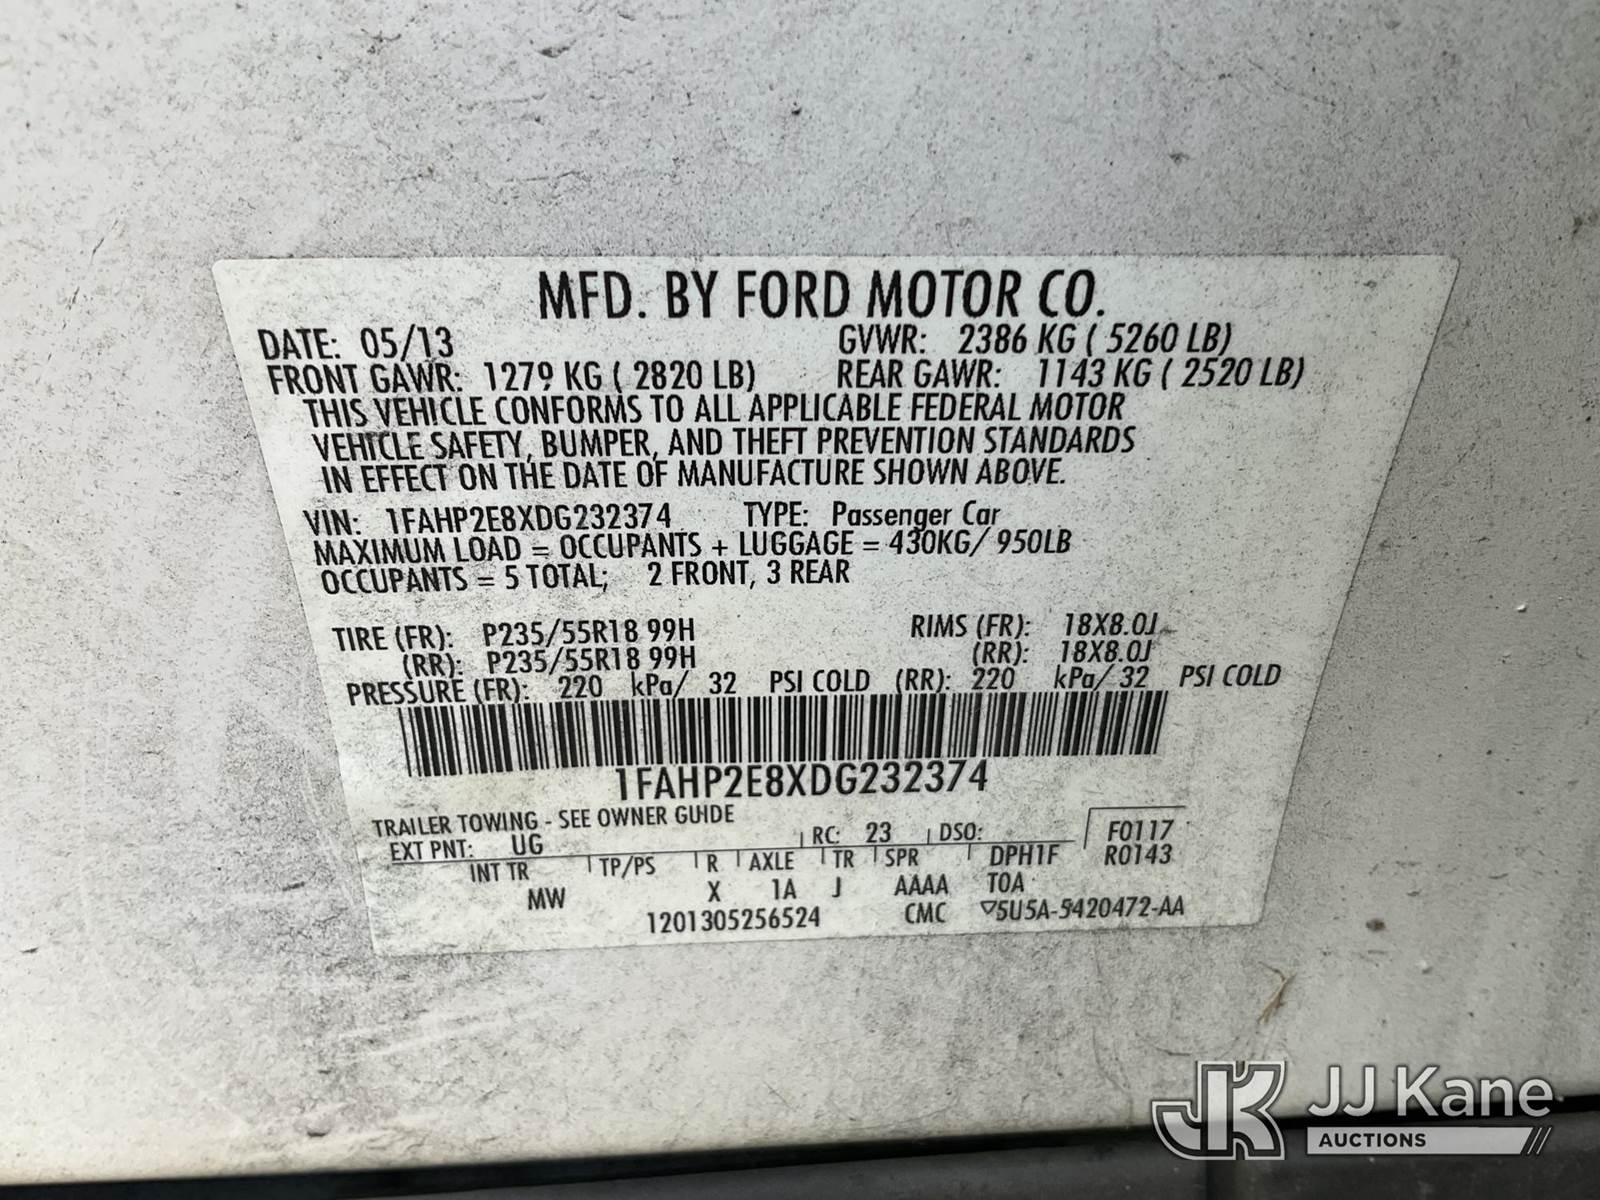 MFD. BY FORD MOTOR CO.
DATE: 05/13 GVWR: 2386 KG ( 5260 LB)
FRONT GAWR: 1279 KG ( 2820 LB) REAR GAWR: 1143 KG ( 2520 LB)
THIS VEHICLE CONFORMS TO ALL APPLICABLE FEDERAL MOTOR
VEHICLE SAFETY, BUMPER, AND THEFT PREVENTION STANDARDS
IN EFFECT ON THE DATE OF MANUFACTURE SHOWN ABOVE.
VIN: 1FAHP2E8XDG232374 TYPE: Passenger Car
MAXIMUM LOAD = OCCUPANTS + LUGGAGE = 430KG/ 950LB
OCCUPANTS = 5 TOTAL; 2 FRONT, 3 REAR
TIRE (FR): P235/55R18 99H RIMS (FR): 18X8.0J
(RR): P235/55R18 99H (RR): 18X8.0J
PRESSURE (FR): 220 kPa/ 32 PSI COLD (RR): 220 kPa/ 32 PSI COLD
1FAHP2E8XDG232374
TRAILER TOWING - SEE OWNER GUIDE
EXT PNT: UG RC: 23 DSO: F0117
INT TR TP/PS R AXLE TR SPR DPH1F R0143
MW X 1A J AAAA TOA
1201305256524 CMC ▽5U5A-5420472-AA
JK JJ Kane
AUCTIONS